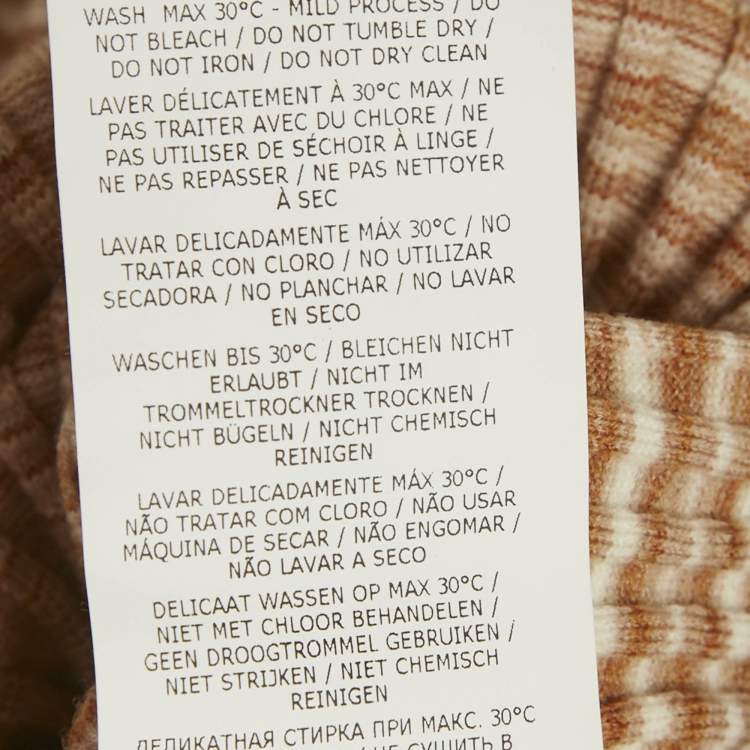 WASH MAX 30°C - MILD PROCESS / DO
NOT BLEACH / DO NOT TUMBLE DRY /
DO NOT IRON / DO NOT DRY CLEAN
LAVER DÉLICATEMENT À 30°C MAX / NE
PAS TRAITER AVEC DU CHLORE / NE
PAS UTILISER DE SÉCHOIR À LINGE /
NE PAS REPASSER / NE PAS NETTOYER
À SEC
LAVAR DELICADAMENTE MÁX 30°C / NO
TRATAR CON CLORO / NO UTILIZAR
SECADORA / NO PLANCHAR / NO LAVAR
EN SECO
WASCHEN BIS 30°C / BLEICHEN NICHT
ERLAUBT / NICHT IM
TROMMELTROCKNER TROCKNEN /
NICHT BÜGELN / NICHT CHEMISCH
REINIGEN
LAVAR DELICADAMENTE MÁX 30°C /
NÃO TRATAR COM CLORO / NÃO USAR
MÁQUINA DE SECAR / NÃO ENGOMAR /
NÃO LAVAR A SECO
DELICAAT WASSEN OP MAX 30°C /
NIET MET CHLOOR BEHANDELEN /
GEEN DROOGTROMMEL GEBRUIKEN /
NIET STRIJKEN / NIET CHEMISCH
REINIGEN
ДЕЛИКАТНАЯ СТИРКА ПРИ МАКС. 30°C
/ НЕ СУШИТЬ В